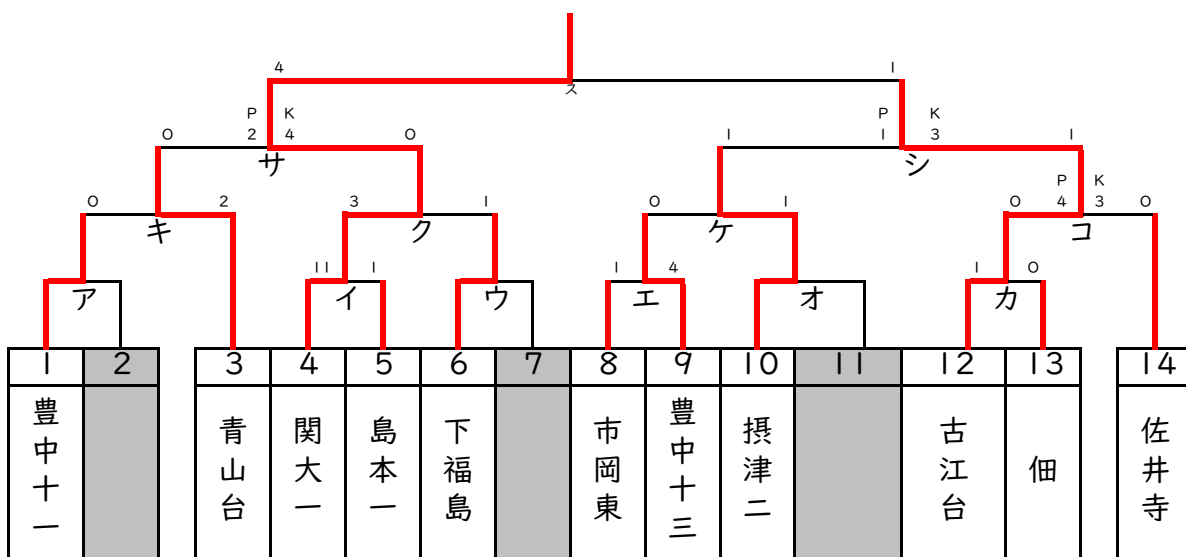 4 1
ス
P K P K
0 2 4 0 1 1 3 1
サ シ
P K
0 2 3 1 0 1 0 4 3 0
キ ク ケ コ
11 1 1 4 1 0
ア イ ウ エ オ カ
1 2 3 4 5 6 7 8 9 10 11 12 13 14
豊中十一
青山台
関大一
島本一
下福島
市岡東
豊中十三
摂津二
古江台
佃
佐井寺